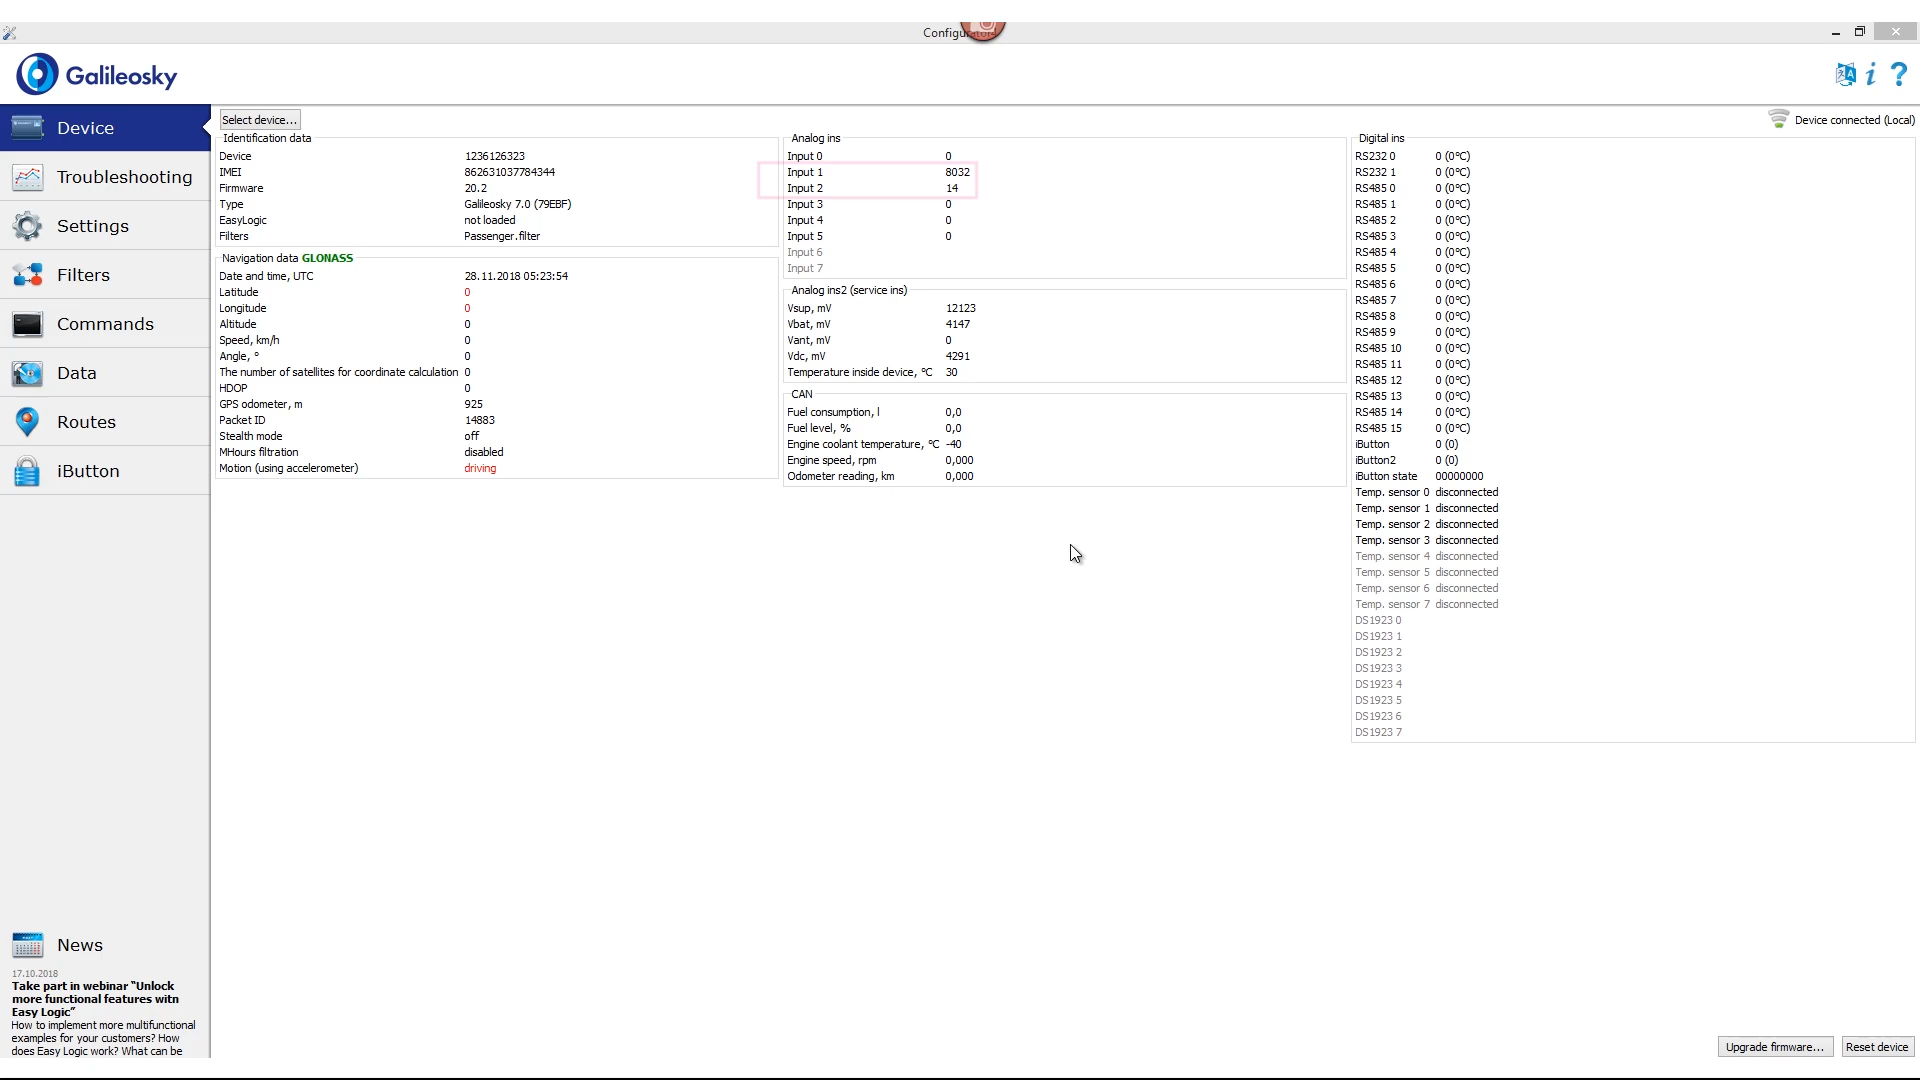 Configurator
Galileosky
Device
Troubleshooting
Settings
Filters
Commands
Data
Routes
iButton
News
17.10.2018
Take part in webinar “Unlock
more functional features witn
Easy Logic”
How to implement more multifunctional
examples for your customers? How
does Easy Logic work? What can be
Select device...
Device connected (Local)
Identification data
Device 1236126323
IMEI 862631037784344
Firmware 20.2
Type Galileosky 7.0 (79EBF)
EasyLogic not loaded
Filters Passenger.filter
Navigation data GLONASS
Date and time, UTC 28.11.2018 05:23:54
Latitude 0
Longitude 0
Altitude 0
Speed, km/h 0
Angle, ° 0
The number of satellites for coordinate calculation 0
HDOP 0
GPS odometer, m 925
Packet ID 14883
Stealth mode off
MHours filtration disabled
Motion (using accelerometer) driving
Analog ins
Input 0 0
Input 1 8032
Input 2 14
Input 3 0
Input 4 0
Input 5 0
Input 6
Input 7
Analog ins2 (service ins)
Vsup, mV 12123
Vbat, mV 4147
Vant, mV 0
Vdc, mV 4291
Temperature inside device, °C 30
CAN
Fuel consumption, l 0,0
Fuel level, % 0,0
Engine coolant temperature, °C -40
Engine speed, rpm 0,000
Odometer reading, km 0,000
Digital ins
RS232 0 0 (0°C)
RS232 1 0 (0°C)
RS485 0 0 (0°C)
RS485 1 0 (0°C)
RS485 2 0 (0°C)
RS485 3 0 (0°C)
RS485 4 0 (0°C)
RS485 5 0 (0°C)
RS485 6 0 (0°C)
RS485 7 0 (0°C)
RS485 8 0 (0°C)
RS485 9 0 (0°C)
RS485 10 0 (0°C)
RS485 11 0 (0°C)
RS485 12 0 (0°C)
RS485 13 0 (0°C)
RS485 14 0 (0°C)
RS485 15 0 (0°C)
iButton 0 (0)
iButton2 0 (0)
iButton state 00000000
Temp. sensor 0 disconnected
Temp. sensor 1 disconnected
Temp. sensor 2 disconnected
Temp. sensor 3 disconnected
Temp. sensor 4 disconnected
Temp. sensor 5 disconnected
Temp. sensor 6 disconnected
Temp. sensor 7 disconnected
DS1923 0
DS1923 1
DS1923 2
DS1923 3
DS1923 4
DS1923 5
DS1923 6
DS1923 7
Upgrade firmware...
Reset device